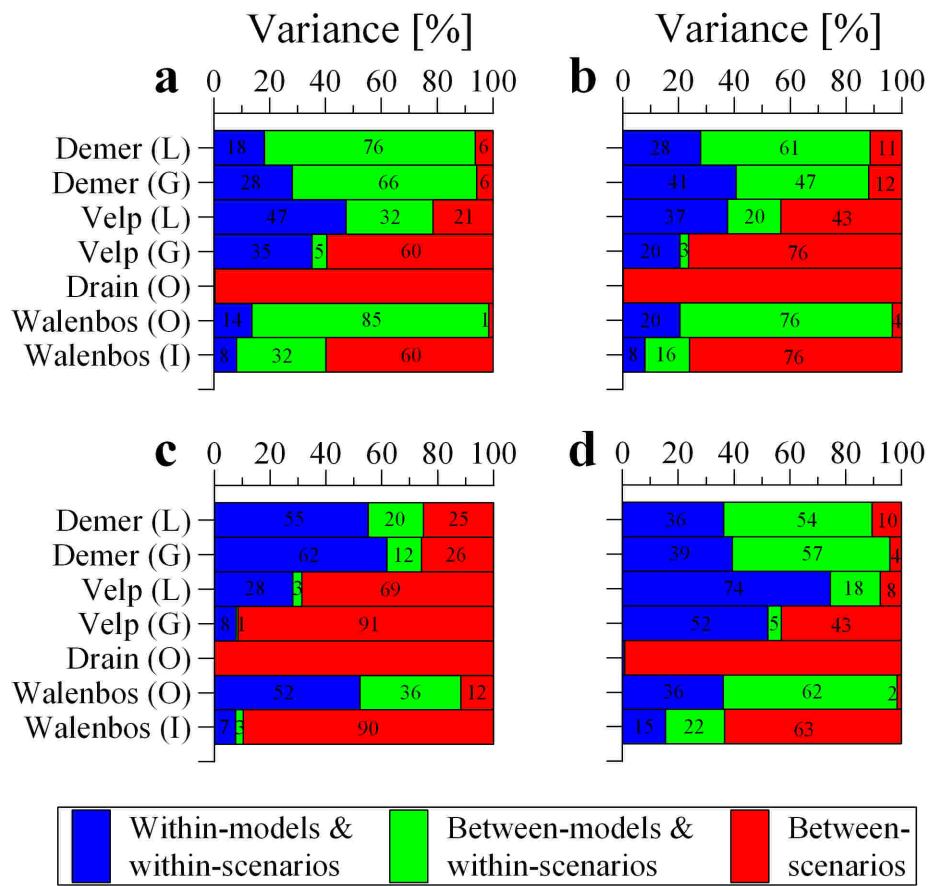 Variance [%] Variance [%]
a 0 20 40 60 80 100 b 0 20 40 60 80 100
Demer (L) 18 76 6 28 61 11
Demer (G) 28 66 6 41 47 12
Velp (L) 47 32 21 37 20 43
Velp (G) 35 5 60 20 3 76
Drain (O)
Walenbos (O) 14 85 1 20 76 4
Walenbos (I) 8 32 60 8 16 76
c 0 20 40 60 80 100 d 0 20 40 60 80 100
Demer (L) 55 20 25 36 54 10
Demer (G) 62 12 26 39 57 4
Velp (L) 28 3 69 74 18 8
Velp (G) 8 1 91 52 5 43
Drain (O)
Walenbos (O) 52 36 12 36 62 2
Walenbos (I) 7 3 90 15 22 63
Within-models & Between-models & Between-
within-scenarios within-scenarios scenarios